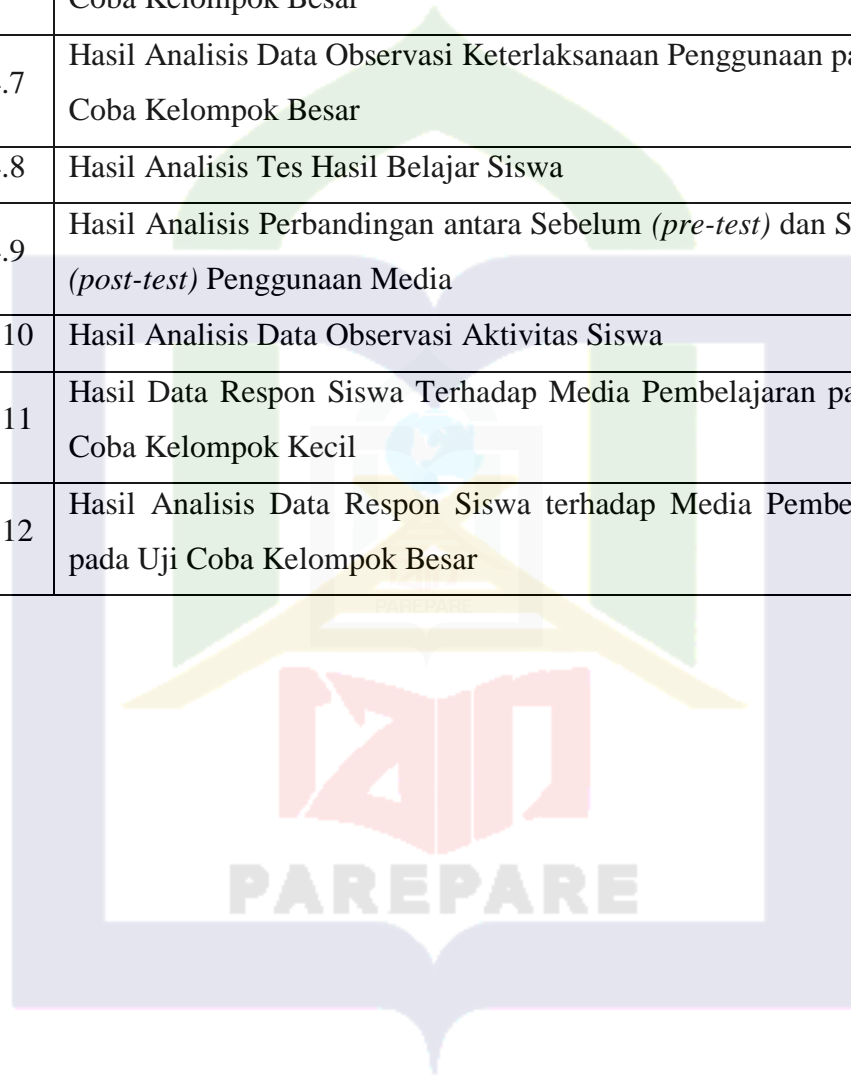 Coba Kelompok Besar
Hasil Analisis Data Observasi Keterlaksanaan Penggunaan pa
.7
Coba Kelompok Besar
.8 Hasil Analisis Tes Hasil Belajar Siswa
Hasil Analisis Perbandingan antara Sebelum (pre-test) dan S
.9
(post-test) Penggunaan Media
10 Hasil Analisis Data Observasi Aktivitas Siswa
Hasil Data Respon Siswa Terhadap Media Pembelajaran pa
11
Coba Kelompok Kecil
Hasil Analisis Data Respon Siswa terhadap Media Pembe
12
pada Uji Coba Kelompok Besar
PAREPARE
iain
PAREPARE